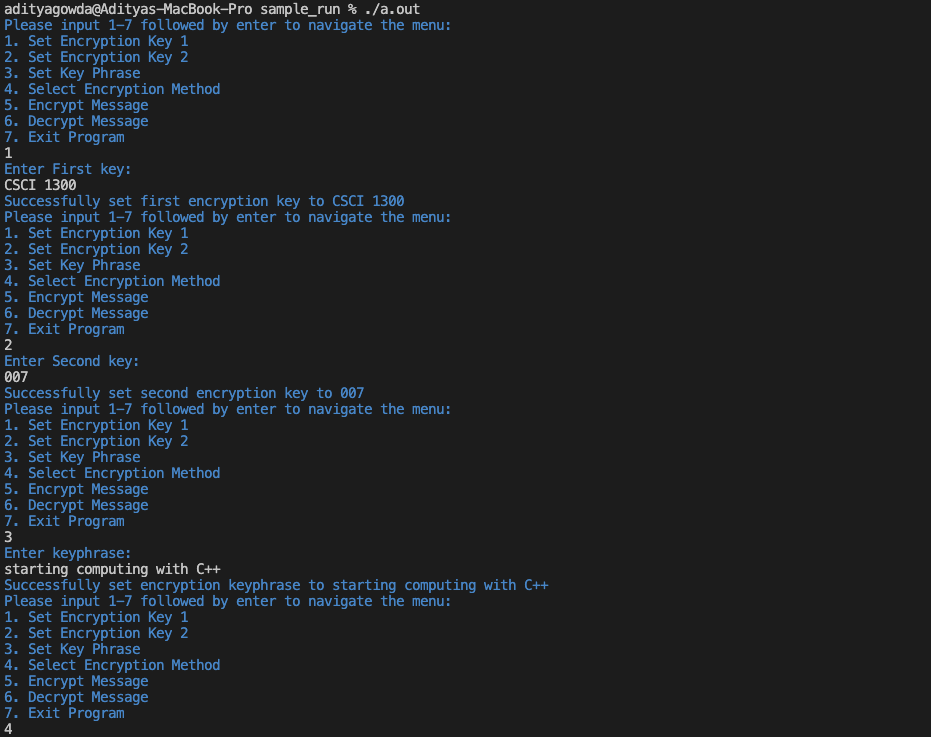 adityagowda@Adityas-MacBook-Pro sample_run % ./a.out
Please input 1-7 followed by enter to navigate the menu:
1. Set Encryption Key 1
2. Set Encryption Key 2
3. Set Key Phrase
4. Select Encryption Method
5. Encrypt Message
6. Decrypt Message
7. Exit Program
1
Enter First key:
CSCI 1300
Successfully set first encryption key to CSCI 1300
Please input 1-7 followed by enter to navigate the menu:
1. Set Encryption Key 1
2. Set Encryption Key 2
3. Set Key Phrase
4. Select Encryption Method
5. Encrypt Message
6. Decrypt Message
7. Exit Program
2
Enter Second key:
007
Successfully set second encryption key to 007
Please input 1-7 followed by enter to navigate the menu:
1. Set Encryption Key 1
2. Set Encryption Key 2
3. Set Key Phrase
4. Select Encryption Method
5. Encrypt Message
6. Decrypt Message
7. Exit Program
3
Enter keyphrase:
starting computing with C++
Successfully set encryption keyphrase to starting computing with C++
Please input 1-7 followed by enter to navigate the menu:
1. Set Encryption Key 1
2. Set Encryption Key 2
3. Set Key Phrase
4. Select Encryption Method
5. Encrypt Message
6. Decrypt Message
7. Exit Program
4